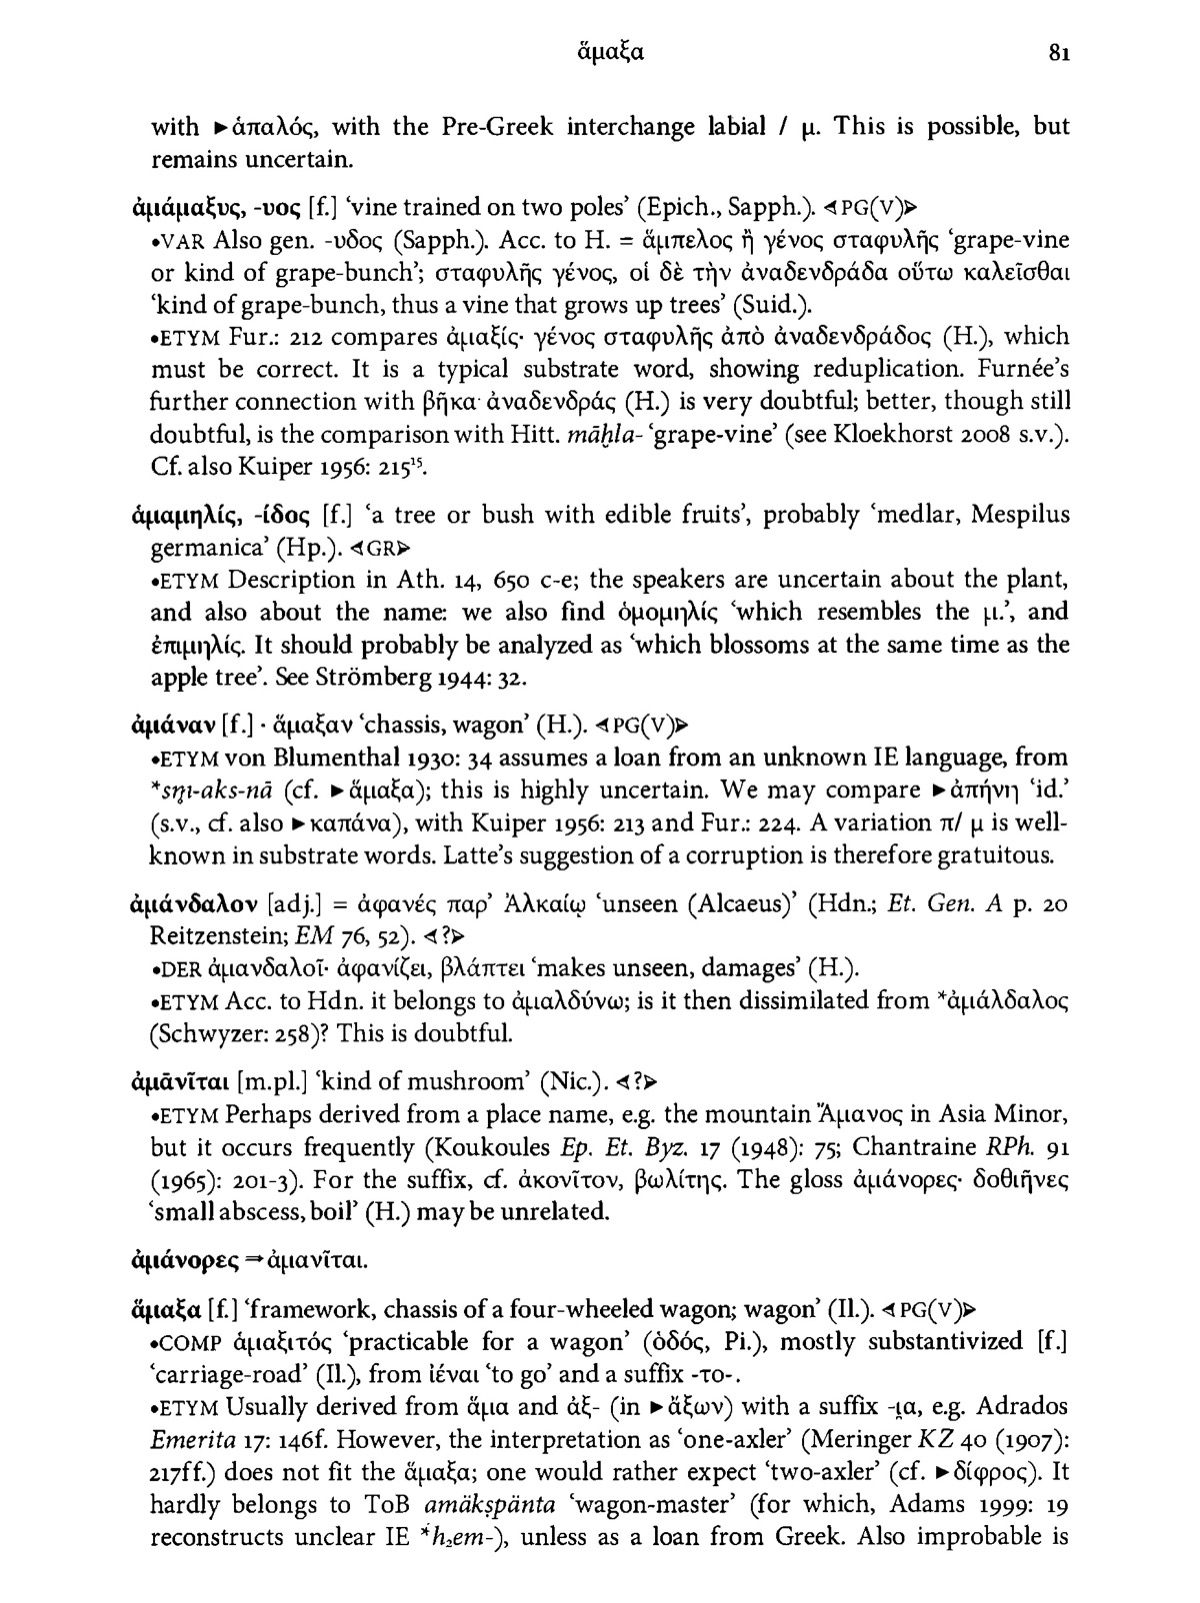 ἅμαξα 81
with ►ἁπαλός, with the Pre-Greek interchange labial / μ. This is possible, but
remains uncertain.
ἀμάμαξυς, -υος [f.] ‘vine trained on two poles’ (Epich., Sapph.). ◄PG(V)►
•VAR Also gen. -υδος (Sapph.). Acc. to H. = ἄμπελος ἢ γένος σταφυλῆς ‘grape-vine
or kind of grape-bunch’; σταφυλῆς γένος, οἱ δὲ τὴν ἀναδενδράδα οὕτω καλεῖσθαι
‘kind of grape-bunch, thus a vine that grows up trees’ (Suid.).
•ETYM Fur.: 212 compares ἁμαξίς· γένος σταφυλῆς ἀπὸ ἀναδενδράδος (H.), which
must be correct. It is a typical substrate word, showing reduplication. Furnée’s
further connection with βῆκα· ἀναδενδράς (H.) is very doubtful; better, though still
doubtful, is the comparison with Hitt. māḫla- ‘grape-vine’ (see Kloekhorst 2008 s.v.).
Cf. also Kuiper 1956: 215¹⁵.
ἁμαμηλίς, -ίδος [f.] ‘a tree or bush with edible fruits’, probably ‘medlar, Mespilus
germanica’ (Hp.). ◄GR►
•ETYM Description in Ath. 14, 650 c-e; the speakers are uncertain about the plant,
and also about the name: we also find ὁμομηλίς ‘which resembles the μ.’, and
ἐπιμηλίς. It should probably be analyzed as ‘which blossoms at the same time as the
apple tree’. See Strömberg 1944: 32.
ἀμάναν [f.] · ἅμαξαν ‘chassis, wagon’ (H.). ◄PG(V)►
•ETYM von Blumenthal 1930: 34 assumes a loan from an unknown IE language, from
*sm̥-aks-nā (cf. ►ἅμαξα); this is highly uncertain. We may compare ►ἀπήνη ‘id.’
(s.v., cf. also ►καπάνα), with Kuiper 1956: 213 and Fur.: 224. A variation π/ μ is well-
known in substrate words. Latte’s suggestion of a corruption is therefore gratuitous.
ἀμάνδαλον [adj.] = ἀφανές παρ’ Ἀλκαίῳ ‘unseen (Alcaeus)’ (Hdn.; Et. Gen. A p. 20
Reitzenstein; EM 76, 52). ◄?►
•DER ἀμανδαλοῖ· ἀφανίζει, βλάπτει ‘makes unseen, damages’ (H.).
•ETYM Acc. to Hdn. it belongs to ἀμαλδύνω; is it then dissimilated from *ἀμάλδαλος
(Schwyzer: 258)? This is doubtful.
ἀμᾱνῖται [m.pl.] ‘kind of mushroom’ (Nic.). ◄?►
•ETYM Perhaps derived from a place name, e.g. the mountain Ἄμανος in Asia Minor,
but it occurs frequently (Koukoules Ep. Et. Byz. 17 (1948): 75; Chantraine RPh. 91
(1965): 201-3). For the suffix, cf. ἀκονῖτον, βωλίτης. The gloss ἀμάνορες· δοθιῆνες
‘small abscess, boil’ (H.) may be unrelated.
ἀμάνορες ⇒ἀμανῖται.
ἅμαξα [f.] ‘framework, chassis of a four-wheeled wagon; wagon’ (Il.). ◄PG(V)►
•COMP ἁμαξιτός ‘practicable for a wagon’ (ὁδός, Pi.), mostly substantivized [f.]
‘carriage-road’ (Il.), from ἰέναι ‘to go’ and a suffix -το-.
•ETYM Usually derived from ἅμα and ἀξ- (in ►ἄξων) with a suffix -ι̯α, e.g. Adrados
Emerita 17: 146f. However, the interpretation as ‘one-axler’ (Meringer KZ 40 (1907):
217ff.) does not fit the ἅμαξα; one would rather expect ‘two-axler’ (cf. ►δίφρος). It
hardly belongs to ToB amäkṣpänta ‘wagon-master’ (for which, Adams 1999: 19
reconstructs unclear IE *h₂em-), unless as a loan from Greek. Also improbable is